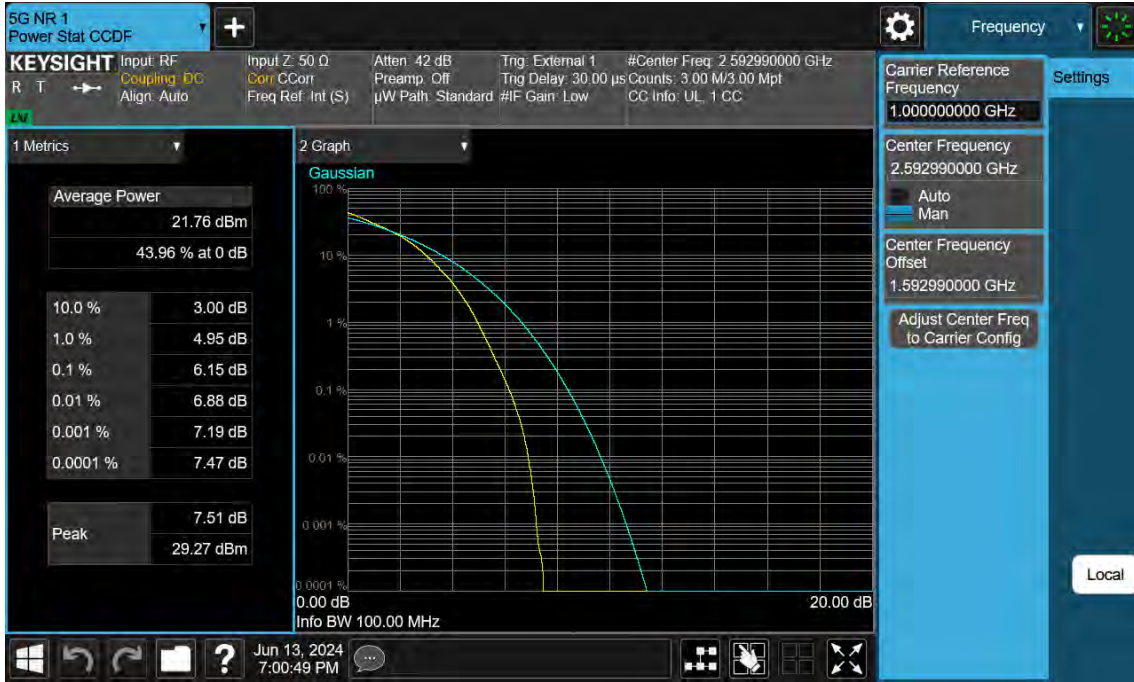 5G NR 1
Power Stat CCDF
Frequency
KEYSIGHT
R T
LNI
Input: RF
Coupling: DC
Align: Auto
Input Z: 50 Ω
Corr CCorr
Freq Ref: Int (S)
Atten: 42 dB
Preamp: Off
µW Path: Standard
Trig: External 1
Trig Delay: 30.00 µs
#IF Gain: Low
#Center Freq: 2.592990000 GHz
Counts: 3.00 M/3.00 Mpt
CC Info: UL, 1 CC
1 Metrics
Average Power
21.76 dBm
43.96 % at 0 dB
10.0 % 3.00 dB
1.0 % 4.95 dB
0.1 % 6.15 dB
0.01 % 6.88 dB
0.001 % 7.19 dB
0.0001 % 7.47 dB
Peak
7.51 dB
29.27 dBm
2 Graph
Gaussian
100 %
10 %
1 %
0.1 %
0.01 %
0.001 %
0.0001 %
0.00 dB 20.00 dB
Info BW 100.00 MHz
Carrier Reference
Frequency
1.000000000 GHz
Center Frequency
2.592990000 GHz
Auto
Man
Center Frequency
Offset
1.592990000 GHz
Adjust Center Freq
to Carrier Config
Settings
Local
?
Jun 13, 2024
7:00:49 PM